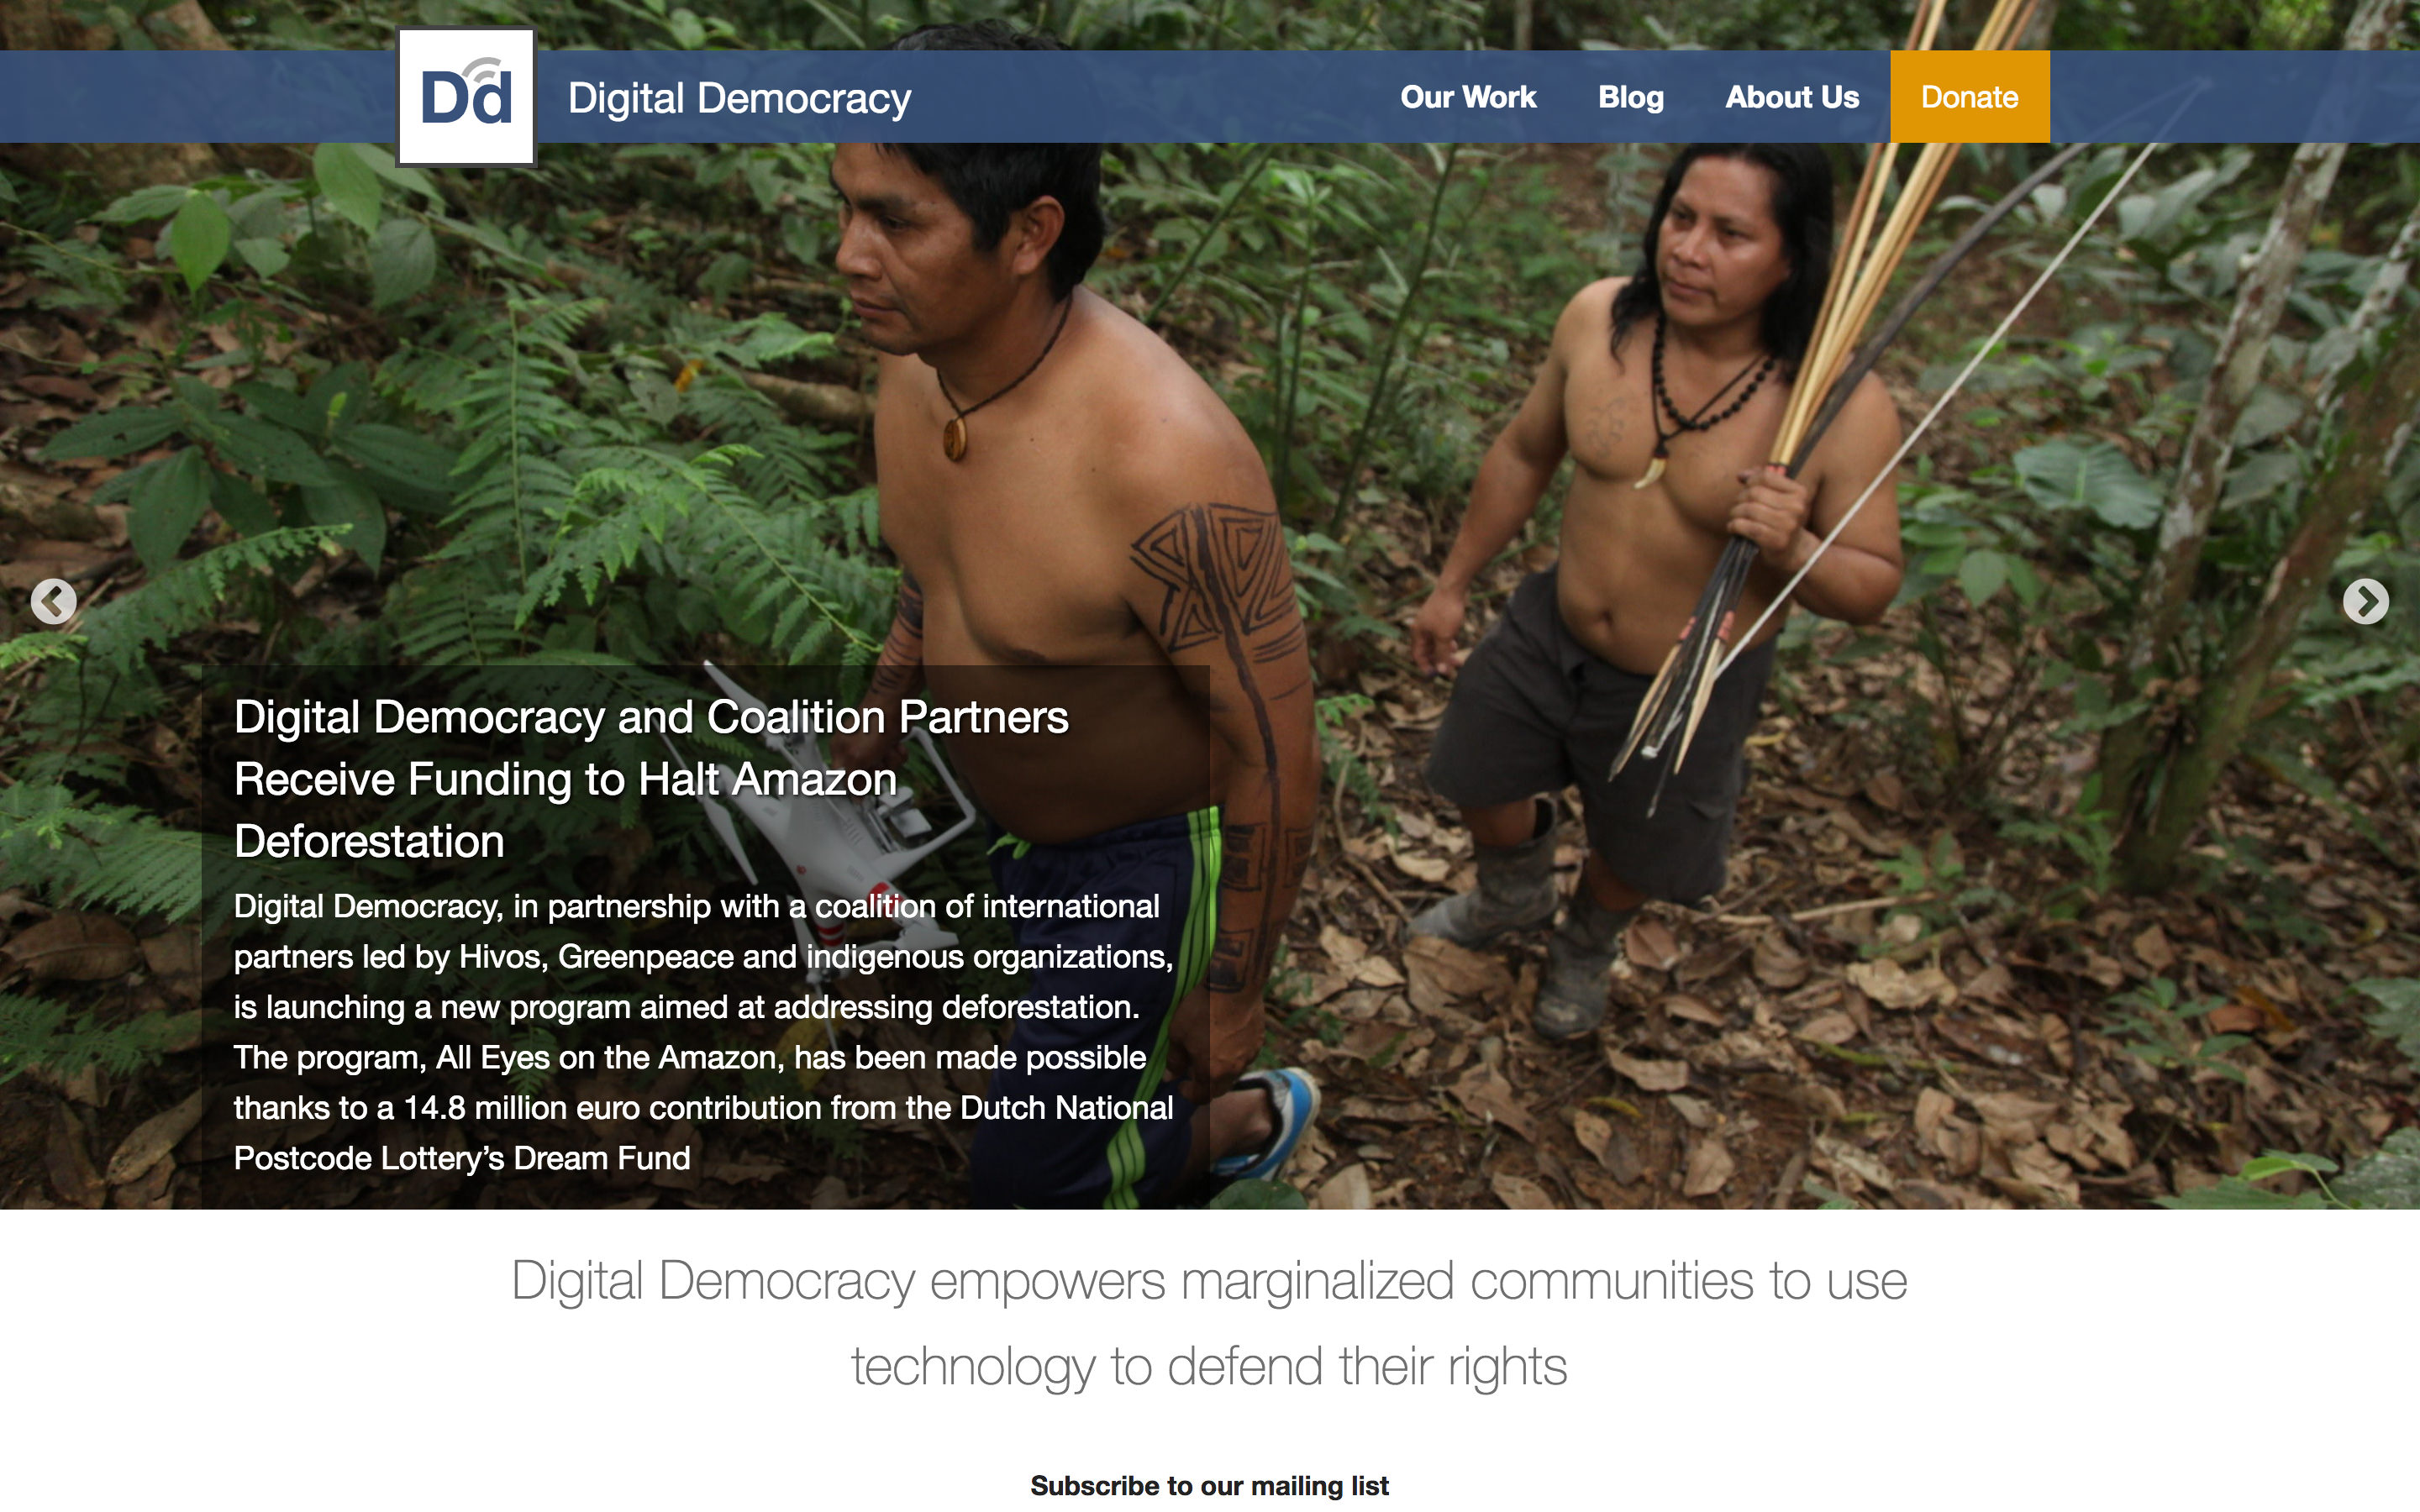 Dd
Digital Democracy
Our Work
Blog
About Us
Donate
Digital Democracy and Coalition Partners
Receive Funding to Halt Amazon
Deforestation
Digital Democracy, in partnership with a coalition of international
partners led by Hivos, Greenpeace and indigenous organizations,
is launching a new program aimed at addressing deforestation.
The program, All Eyes on the Amazon, has been made possible
thanks to a 14.8 million euro contribution from the Dutch National
Postcode Lottery’s Dream Fund
Digital Democracy empowers marginalized communities to use
technology to defend their rights
Subscribe to our mailing list